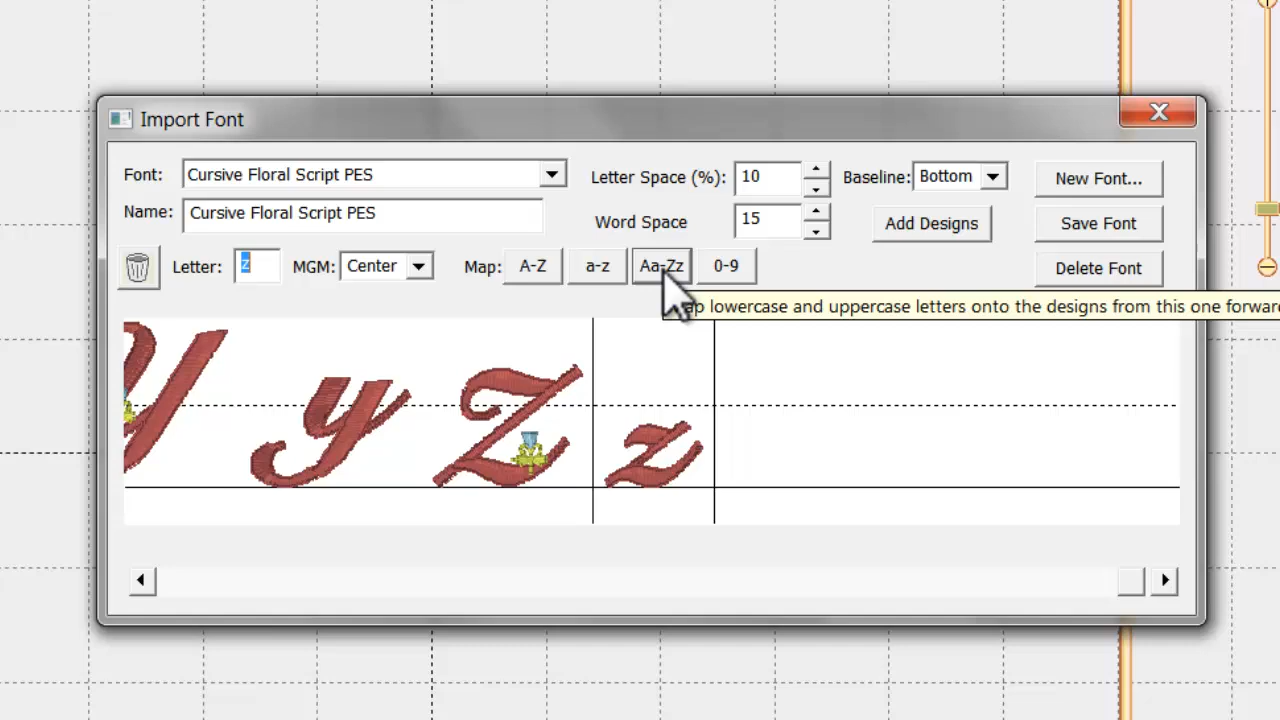 Import Font
Font: Cursive Floral Script PES Letter Space (%): 10 Baseline: Bottom New Font...
Name: Cursive Floral Script PES Word Space 15 Add Designs Save Font
Letter: z MGM: Center Map: A-Z a-z Aa-Zz 0-9 Delete Font
lowercase and uppercase letters onto the designs from this one forward
Y y Z z